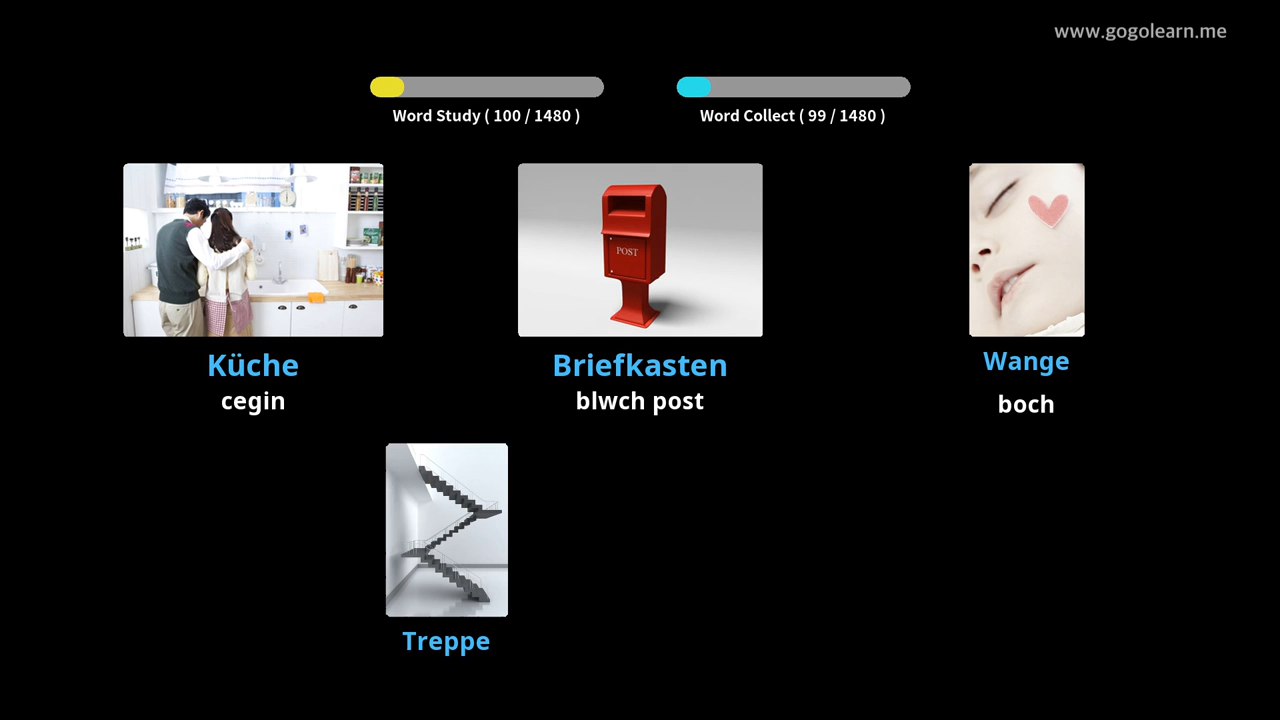 www.gogolearn.me
Word Study ( 100 / 1480 )
Word Collect ( 99 / 1480 )
POST
Küche
Briefkasten
Wange
cegin
blwch post
boch
Treppe